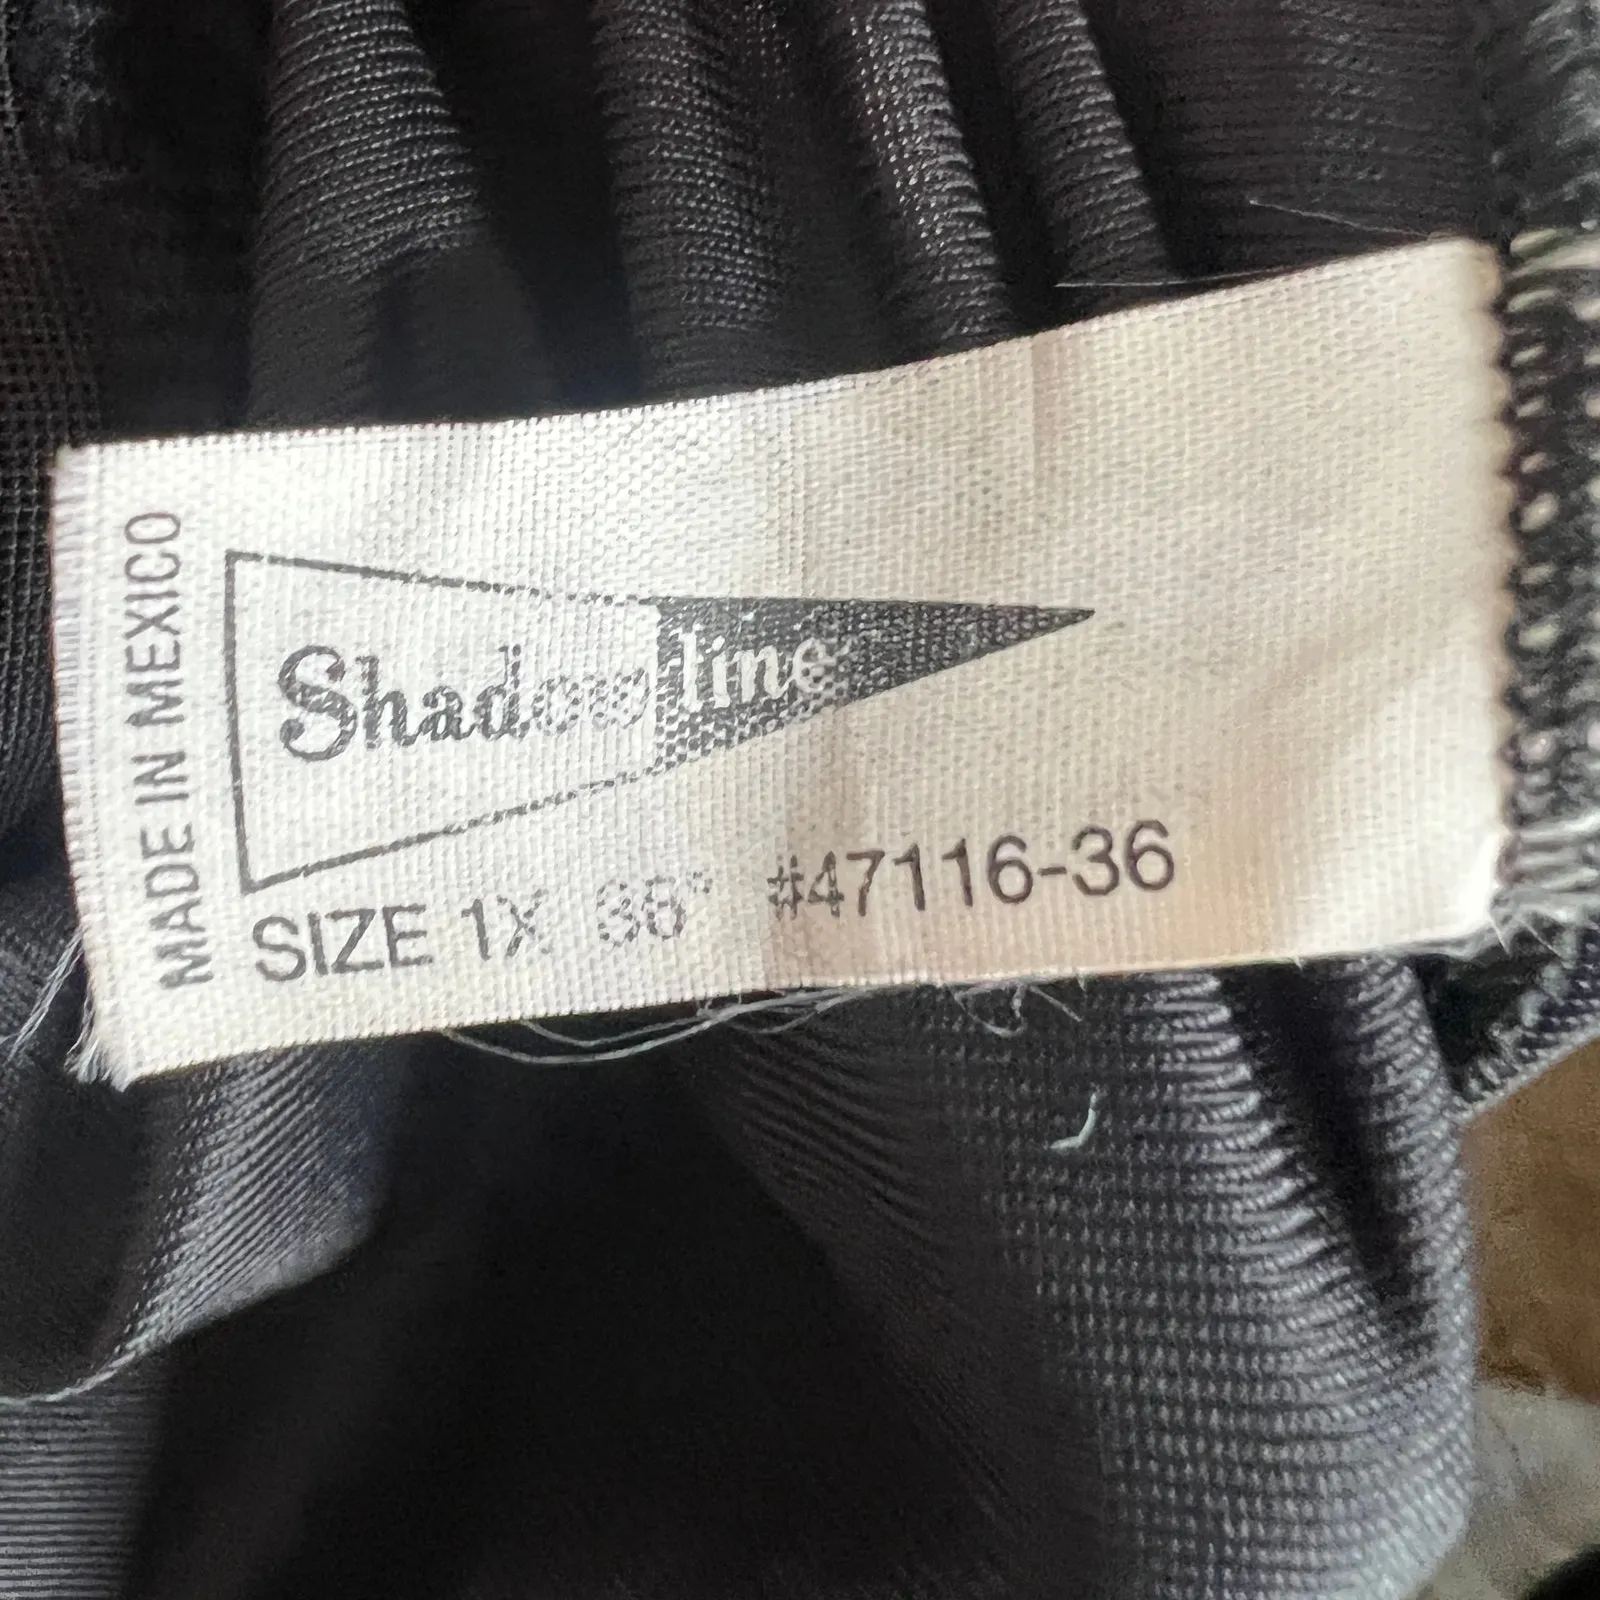 MADE IN MEXICO
Shadowline
SIZE 1X 36" #47116-36